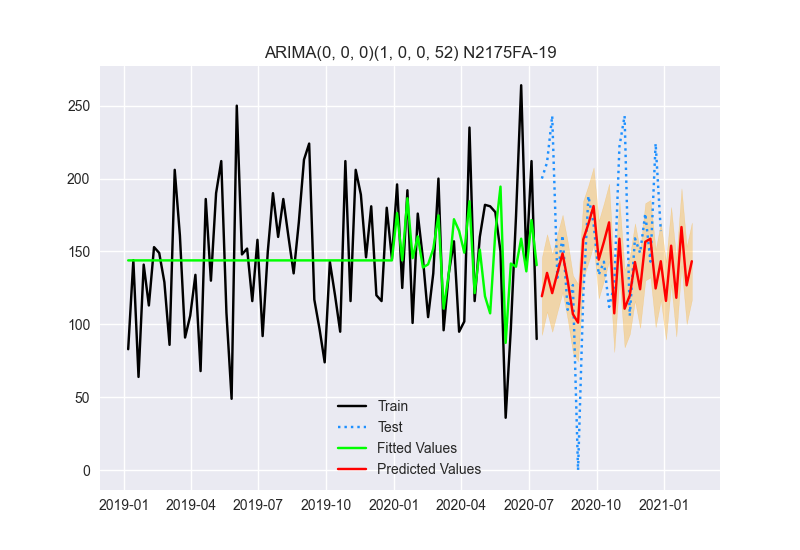 ARIMA(0, 0, 0)(1, 0, 0, 52) N2175FA-19
250
200
150
100
50
0
Train
Test
Fitted Values
Predicted Values
2019-01 2019-04 2019-07 2019-10 2020-01 2020-04 2020-07 2020-10 2021-01